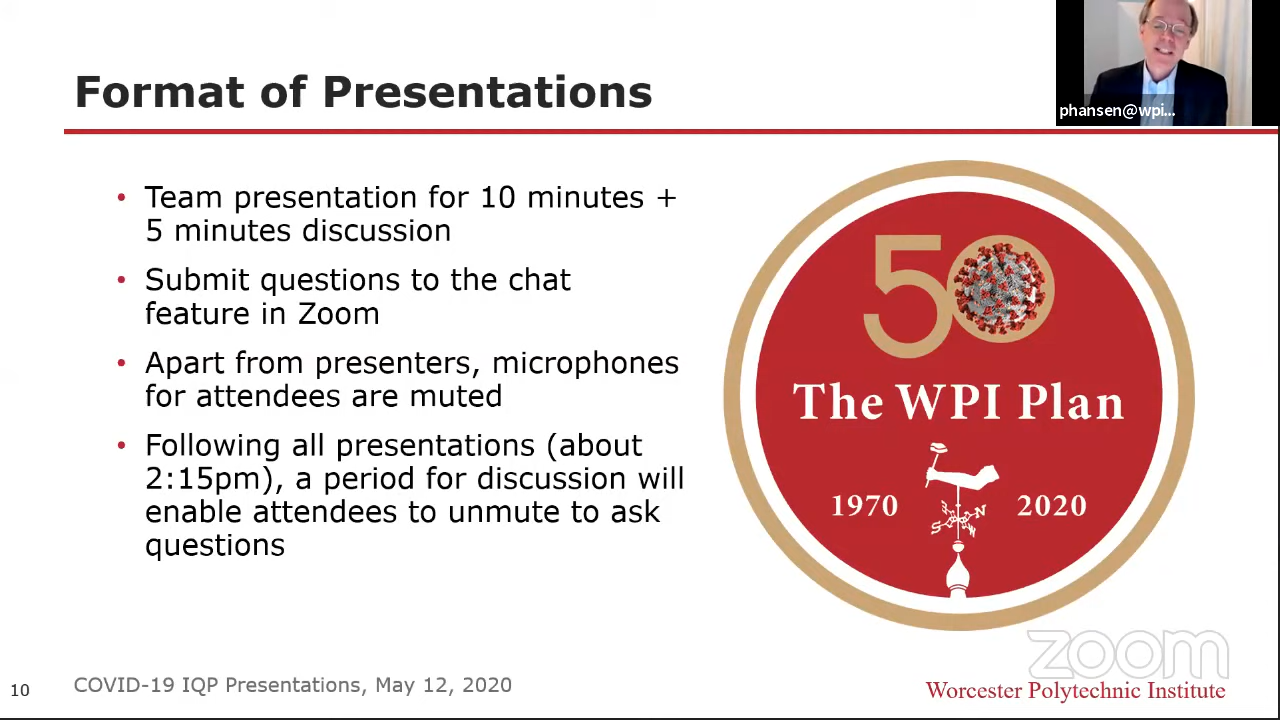 Format of Presentations
phansen@wpi...
• Team presentation for 10 minutes +
5 minutes discussion
• Submit questions to the chat
feature in Zoom
• Apart from presenters, microphones
for attendees are muted
• Following all presentations (about
2:15pm), a period for discussion will
enable attendees to unmute to ask
questions
50
The WPI Plan
1970
2020
N
S
W
zoom
10
COVID-19 IQP Presentations, May 12, 2020
Worcester Polytechnic Institute